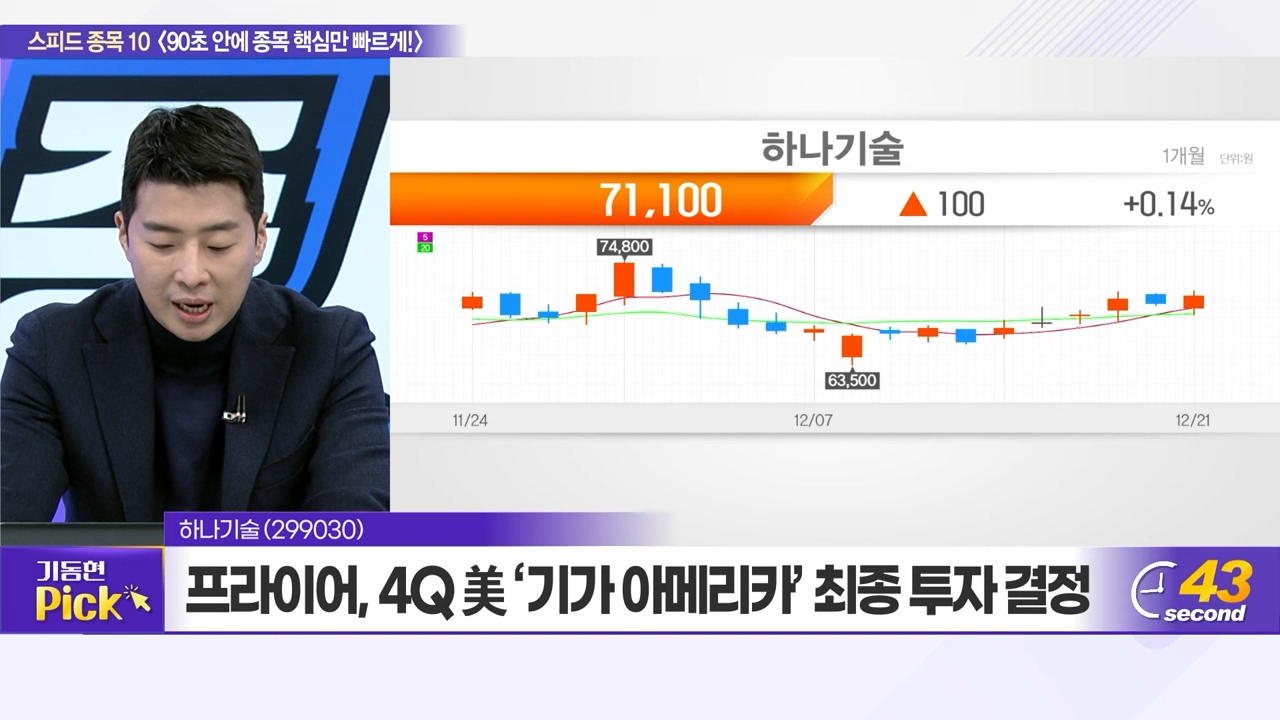 스피드 종목 10 〈90초 안에 종목 핵심만 빠르게!〉
하나기술
1개월 단위:원
71,100 ▲ 100 +0.14%
5
20
74,800
63,500
11/24 12/07 12/21
하나기술(299030)
기동현
Pick
프라이어, 4Q 美 ‘기가 아메리카’ 최종 투자 결정
43
second